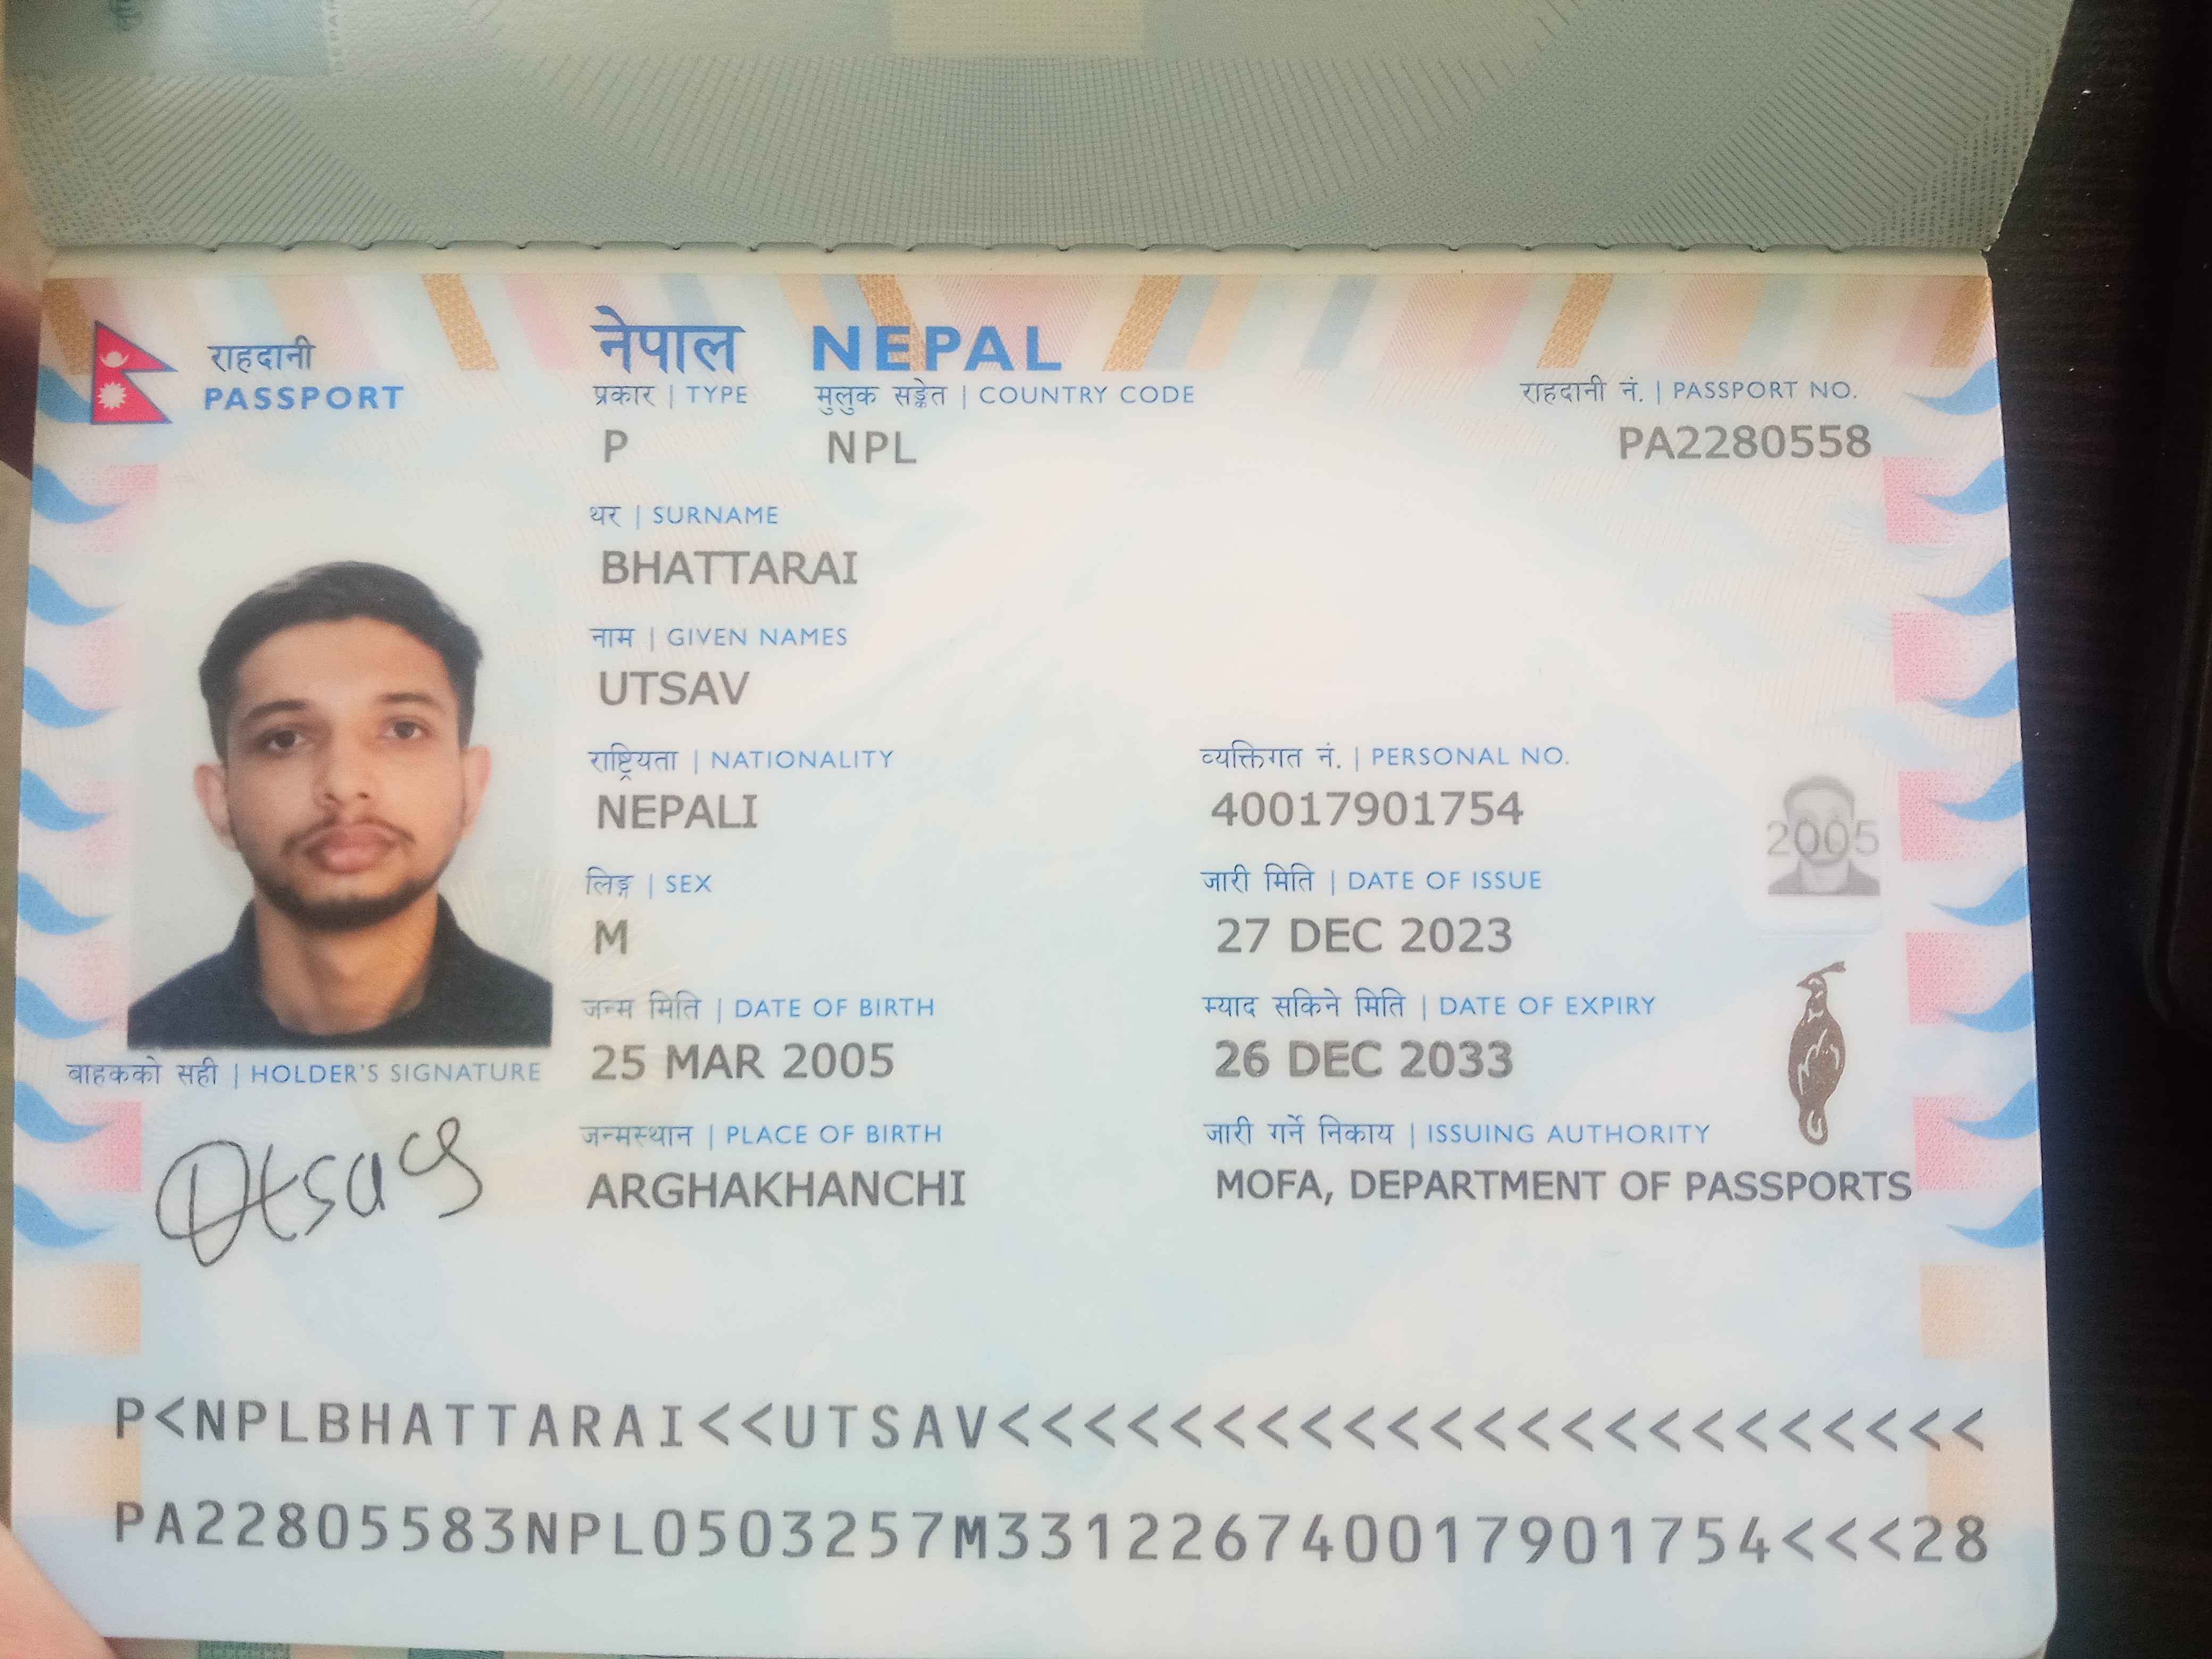 राहदानी
PASSPORT
नेपाल NEPAL
प्रकार | TYPE मुलुक सङ्केत | COUNTRY CODE राहदानी नं. | PASSPORT NO.
P NPL PA2280558
थर | SURNAME
BHATTARAI
नाम | GIVEN NAMES
UTSAV
राष्ट्रियता | NATIONALITY व्यक्तिगत नं. | PERSONAL NO.
NEPALI 40017901754
2005
लिङ्ग | SEX जारी मिति | DATE OF ISSUE
M 27 DEC 2023
जन्म मिति | DATE OF BIRTH म्याद सकिने मिति | DATE OF EXPIRY
25 MAR 2005 26 DEC 2033
बाहकको सही | HOLDER'S SIGNATURE
Utsav
जन्मस्थान | PLACE OF BIRTH जारी गर्ने निकाय | ISSUING AUTHORITY
ARGHAKHANCHI MOFA, DEPARTMENT OF PASSPORTS
P<NPLBHATTARAI<<UTSAV<<<<<<<<<<<<<<<<<<<<<<<
PA22805583NPL0503257M331226740017901754<<<28